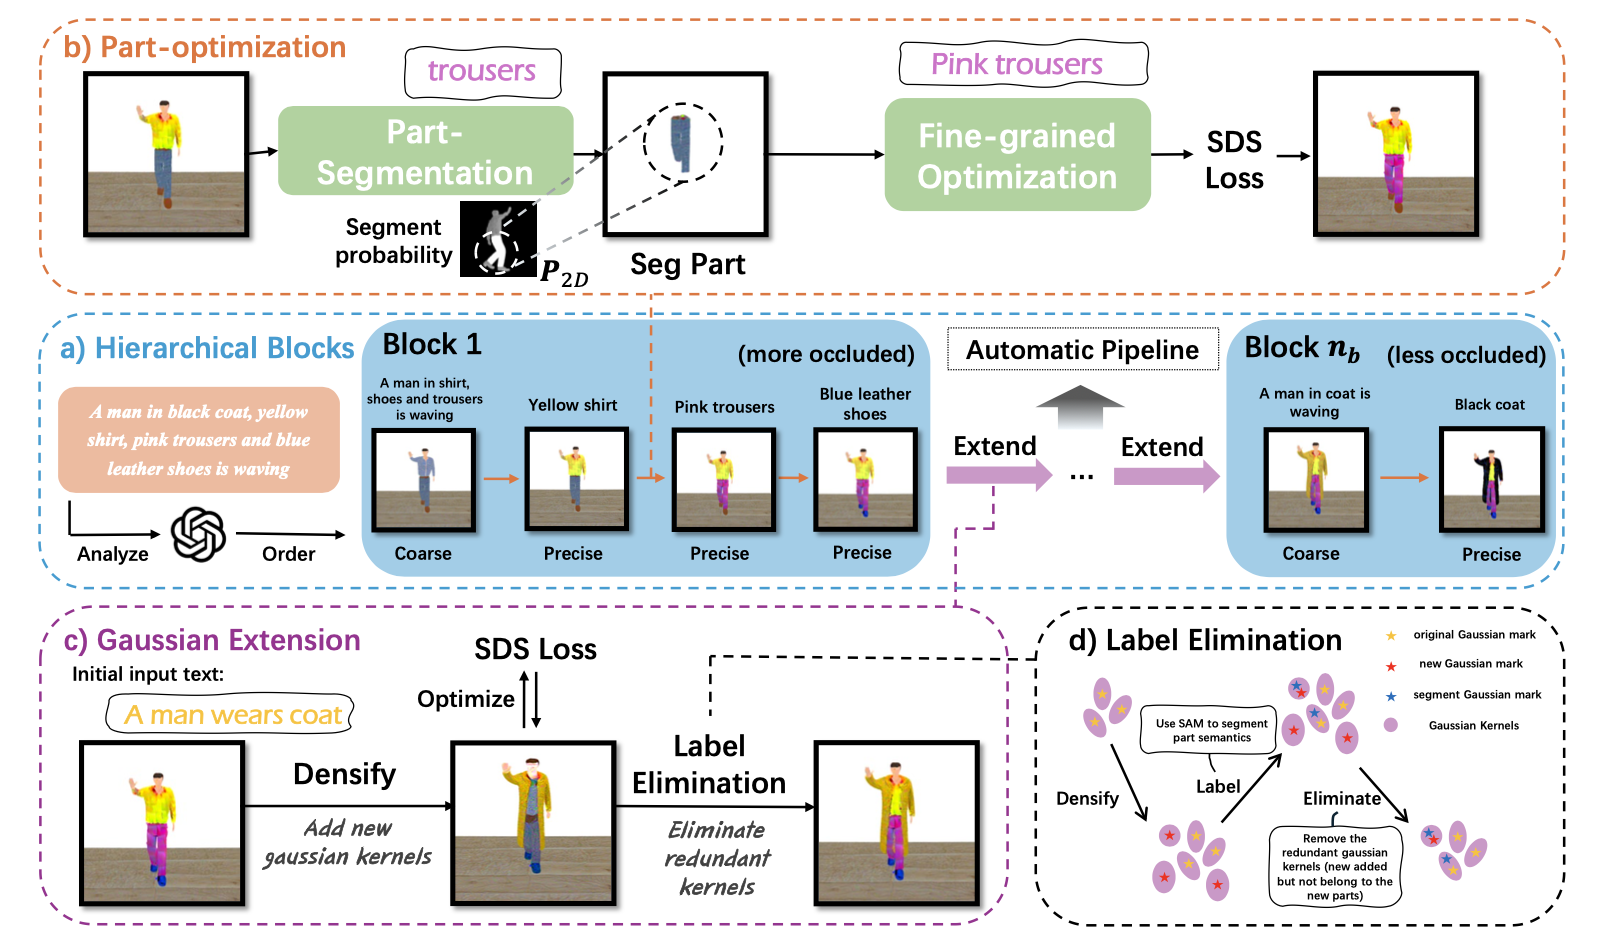 b) Part-optimization
trousers
Pink trousers
Part-
Segmentation
Fine-grained
Optimization
SDS
Loss
Segment
probability
P2D
Seg Part
a) Hierarchical Blocks
A man in black coat, yellow
shirt, pink trousers and blue
leather shoes is waving
Analyze
Order
Block 1
(more occluded)
A man in shirt,
shoes and trousers
is waving
Yellow shirt
Pink trousers
Blue leather
shoes
Coarse
Precise
Precise
Precise
Automatic Pipeline
Extend
...
Extend
Block nb
(less occluded)
A man in coat is
waving
Black coat
Coarse
Precise
c) Gaussian Extension
Initial input text:
A man wears coat
SDS Loss
Optimize
Densify
Add new
gaussian kernels
Label
Elimination
Eliminate
redundant
kernels
d) Label Elimination
original Gaussian mark
new Gaussian mark
segment Gaussian mark
Gaussian Kernels
Use SAM to segment
part semantics
Densify
Label
Eliminate
Remove the
redundant gaussian
kernels (new added
but not belong to the
new parts)